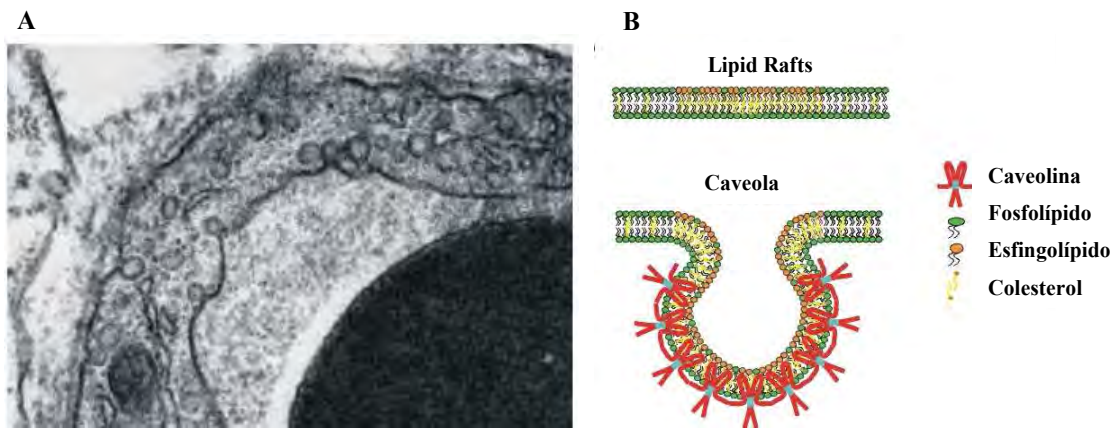 A
B
Lipid Rafts
Caveola
Caveolina
Fosfolípido
Esfingolípido
Colesterol